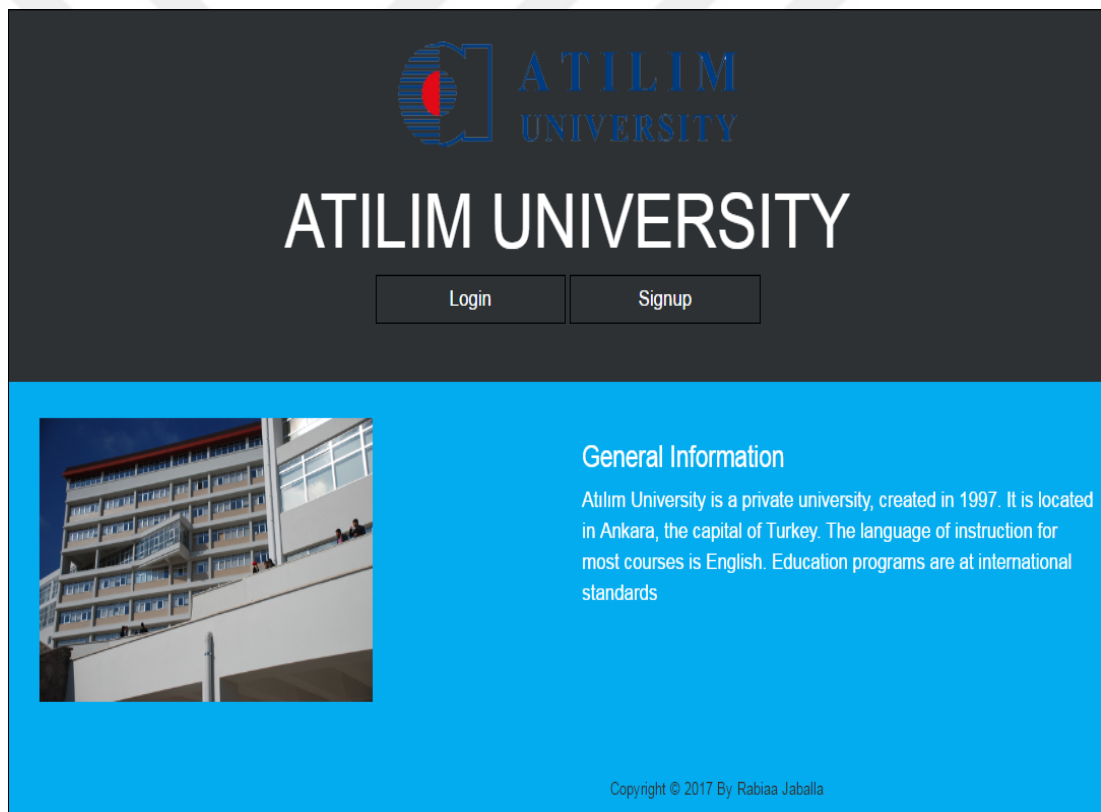 ATILIM
UNIVERSITY
ATILIM UNIVERSITY
Login
Signup
General Information
Atılım University is a private university, created in 1997. It is located
in Ankara, the capital of Turkey. The language of instruction for
most courses is English. Education programs are at international
standards
Copyright © 2017 By Rabiaa Jaballa